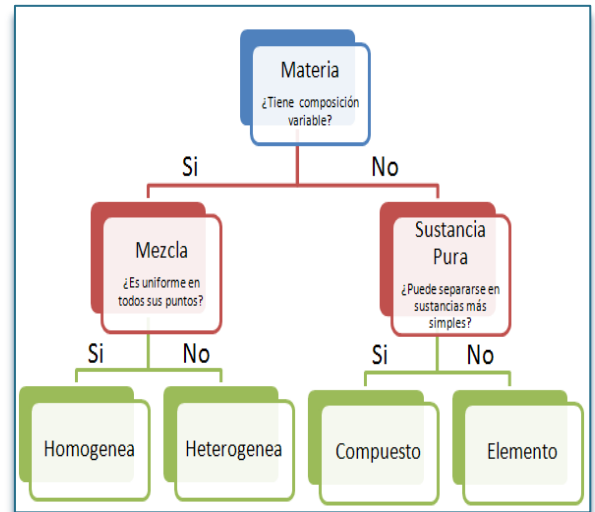 Materia
¿Tiene composición
variable?
Si
No
Mezcla
¿Es uniforme en
todos sus puntos?
Sustancia
Pura
¿Puede separarse en
sustancias más
simples?
Si
No
Si
No
Homogenea
Heterogenea
Compuesto
Elemento